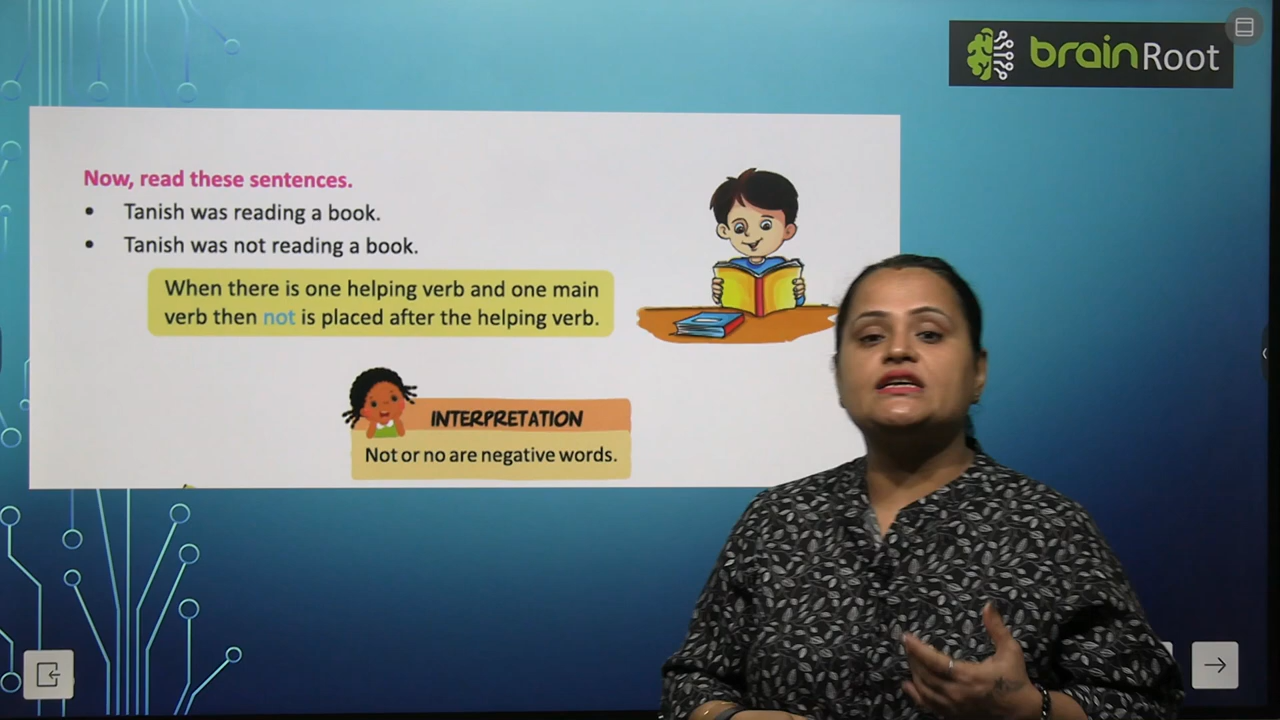 brainRoot
Now, read these sentences.
• Tanish was reading a book.
• Tanish was not reading a book.
When there is one helping verb and one main
verb then not is placed after the helping verb.
INTERPRETATION
Not or no are negative words.